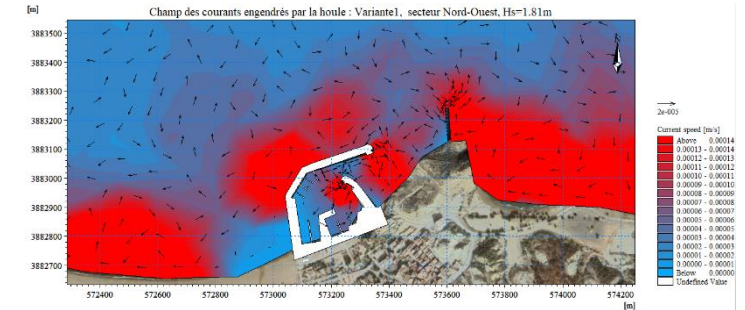 [m]
Champ des courants engendrés par la houle : Variante1, secteur Nord-Ouest, Hs=1.81m
3883500
3883400
3883300
3883200
3883100
3883000
3882900
3882800
3882700
572400 572600 572800 573000 573200 573400 573600 573800 574000 574200
[m]
2e-005
Current speed [m/s]
Above 0.00014
0.00013 - 0.00014
0.00012 - 0.00013
0.00011 - 0.00012
0.00010 - 0.00011
0.00009 - 0.00010
0.00008 - 0.00009
0.00007 - 0.00008
0.00006 - 0.00007
0.00005 - 0.00006
0.00004 - 0.00005
0.00003 - 0.00004
0.00002 - 0.00003
0.00001 - 0.00002
0.00000 - 0.00001
Below 0.00000
Undefined Value